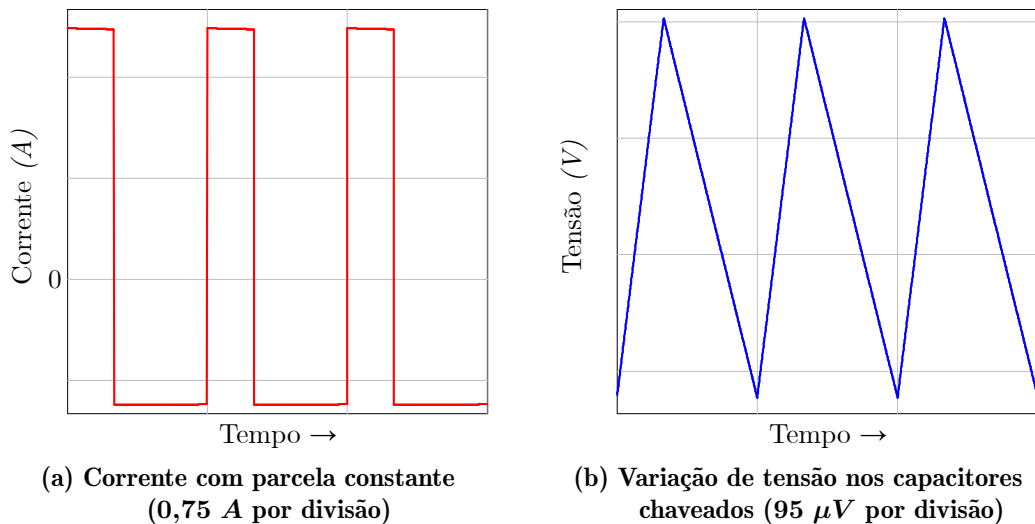 Corrente (A)
0
Tempo →
(a) Corrente com parcela constante
(0,75 A por divisão)
Tensão (V)
Tempo →
(b) Variação de tensão nos capacitores
chaveados (95 μV por divisão)